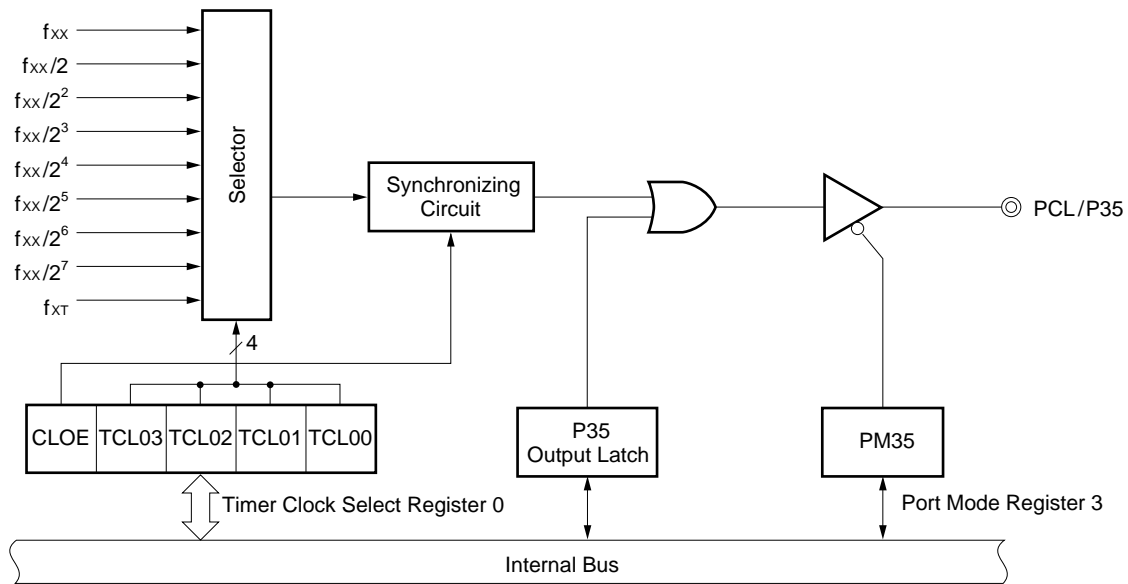 fXX
fXX/2
fXX/2²
fXX/2³
fXX/2⁴
fXX/2⁵
fXX/2⁶
fXX/2⁷
fXT
Selector
4
Synchronizing
Circuit
PCL/P35
CLOE TCL03 TCL02 TCL01 TCL00
P35
Output Latch
PM35
Timer Clock Select Register 0
Port Mode Register 3
Internal Bus